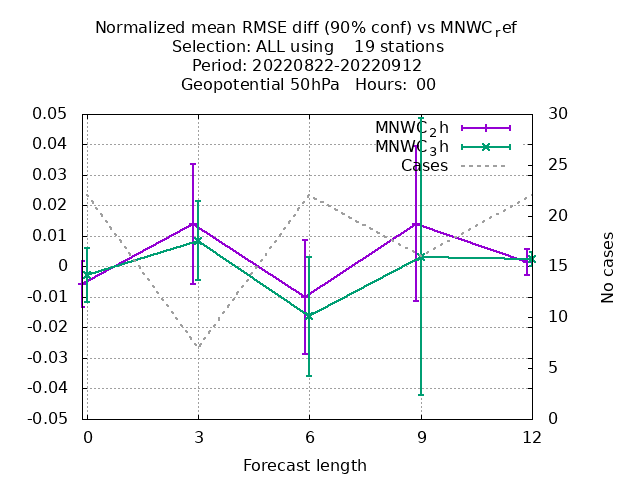 Normalized mean RMSE diff (90% conf) vs MNWC_ref
Selection: ALL using    19 stations
Period: 20220822-20220912
Geopotential 50hPa   Hours: 00
MNWC_2h
MNWC_3h
Cases
0.05
0.04
0.03
0.02
0.01
0
-0.01
-0.02
-0.03
-0.04
-0.05
30
25
20
15
10
5
0
No cases
0
3
6
9
12
Forecast length